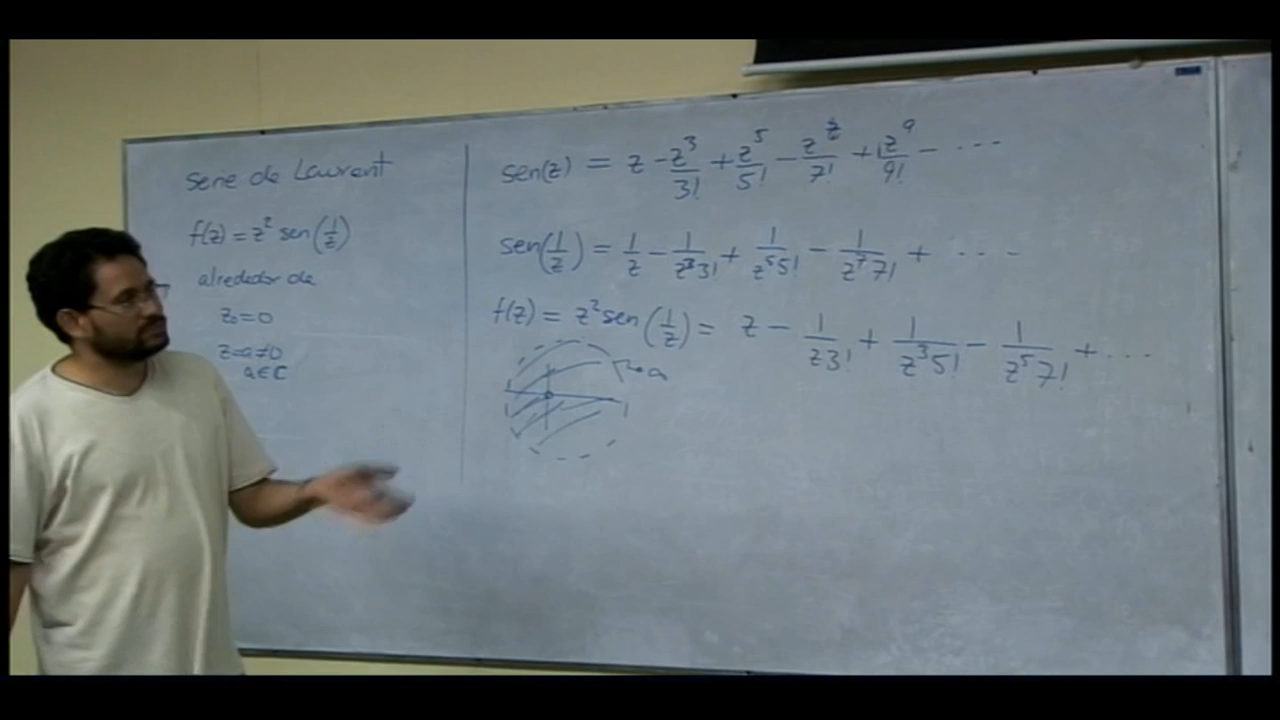 Serie de Laurent
f(z) = z² sen(1/z)
alrededor de
z₀ = 0
z = a ≠ 0
a ∈ C
sen(z) = z - z³/3! + z⁵/5! - z⁷/7! + z⁹/9! - ...
sen(1/z) = 1/z - 1/z³3! + 1/z⁵5! - 1/z⁷7! + ...
f(z) = z² sen(1/z) = z - 1/z3! + 1/z³5! - 1/z⁵7! + ...